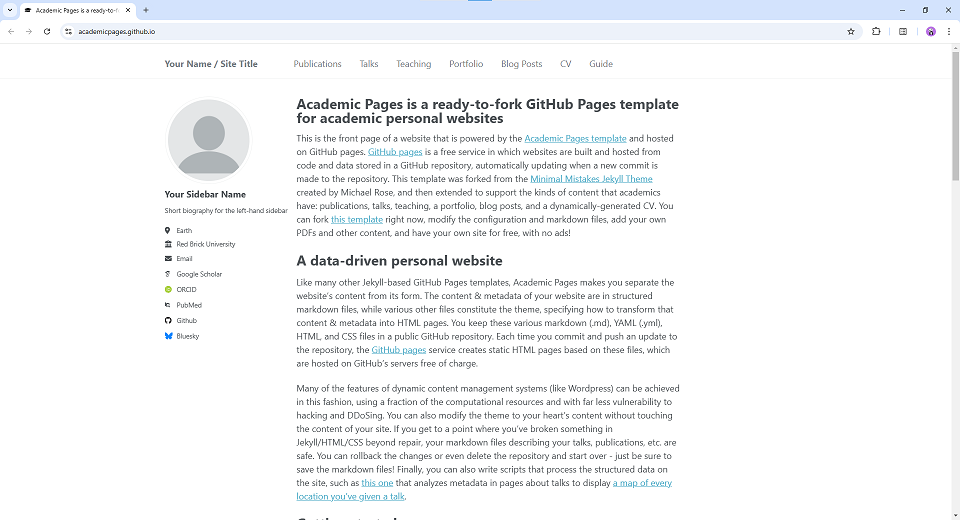 Academic Pages is a ready-to-fo
academicpages.github.io
Your Name / Site Title
Publications
Talks
Teaching
Portfolio
Blog Posts
CV
Guide
Your Sidebar Name
Short biography for the left-hand sidebar
Earth
Red Brick University
Email
Google Scholar
ORCID
PubMed
Github
Bluesky
Academic Pages is a ready-to-fork GitHub Pages template
for academic personal websites
This is the front page of a website that is powered by the Academic Pages template and hosted
on GitHub pages. GitHub pages is a free service in which websites are built and hosted from
code and data stored in a GitHub repository, automatically updating when a new commit is
made to the repository. This template was forked from the Minimal Mistakes Jekyll Theme
created by Michael Rose, and then extended to support the kinds of content that academics
have: publications, talks, teaching, a portfolio, blog posts, and a dynamically-generated CV. You
can fork this template right now, modify the configuration and markdown files, add your own
PDFs and other content, and have your own site for free, with no ads!
A data-driven personal website
Like many other Jekyll-based GitHub Pages templates, Academic Pages makes you separate the
website's content from its form. The content & metadata of your website are in structured
markdown files, while various other files constitute the theme, specifying how to transform that
content & metadata into HTML pages. You keep these various markdown (.md), YAML (.yml),
HTML, and CSS files in a public GitHub repository. Each time you commit and push an update to
the repository, the GitHub pages service creates static HTML pages based on these files, which
are hosted on GitHub's servers free of charge.
Many of the features of dynamic content management systems (like Wordpress) can be achieved
in this fashion, using a fraction of the computational resources and with far less vulnerability to
hacking and DDoSing. You can also modify the theme to your heart's content without touching
the content of your site. If you get to a point where you've broken something in
Jekyll/HTML/CSS beyond repair, your markdown files describing your talks, publications, etc. are
safe. You can rollback the changes or even delete the repository and start over - just be sure to
save the markdown files! Finally, you can also write scripts that process the structured data on
the site, such as this one that analyzes metadata in pages about talks to display a map of every
location you've given a talk.